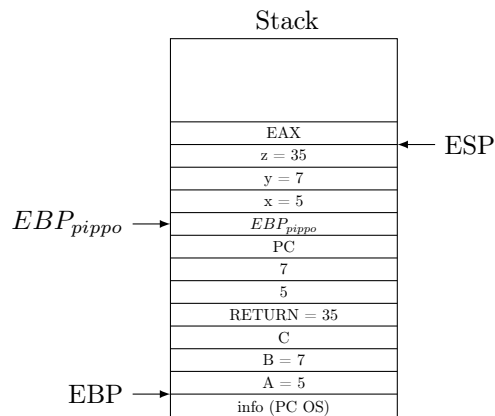 Stack
EAX
ESP
z = 35
y = 7
x = 5
EBP_pippo
EBP_pippo
PC
7
5
RETURN = 35
C
B = 7
EBP
A = 5
info (PC OS)